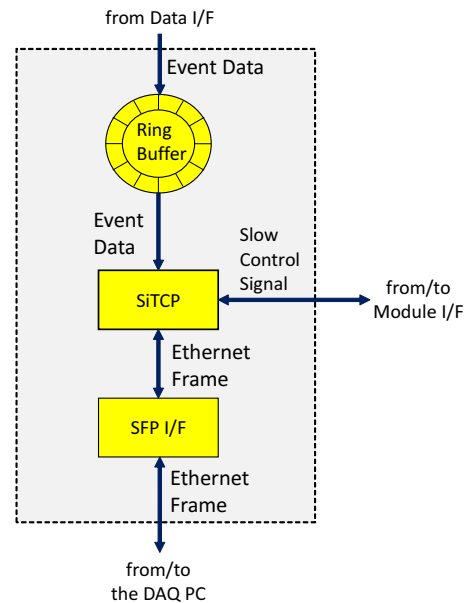 from Data I/F
Event Data
Ring
Buffer
Event
Data
Slow
Control
Signal
SiTCP
from/to
Module I/F
Ethernet
Frame
SFP I/F
Ethernet
Frame
from/to
the DAQ PC